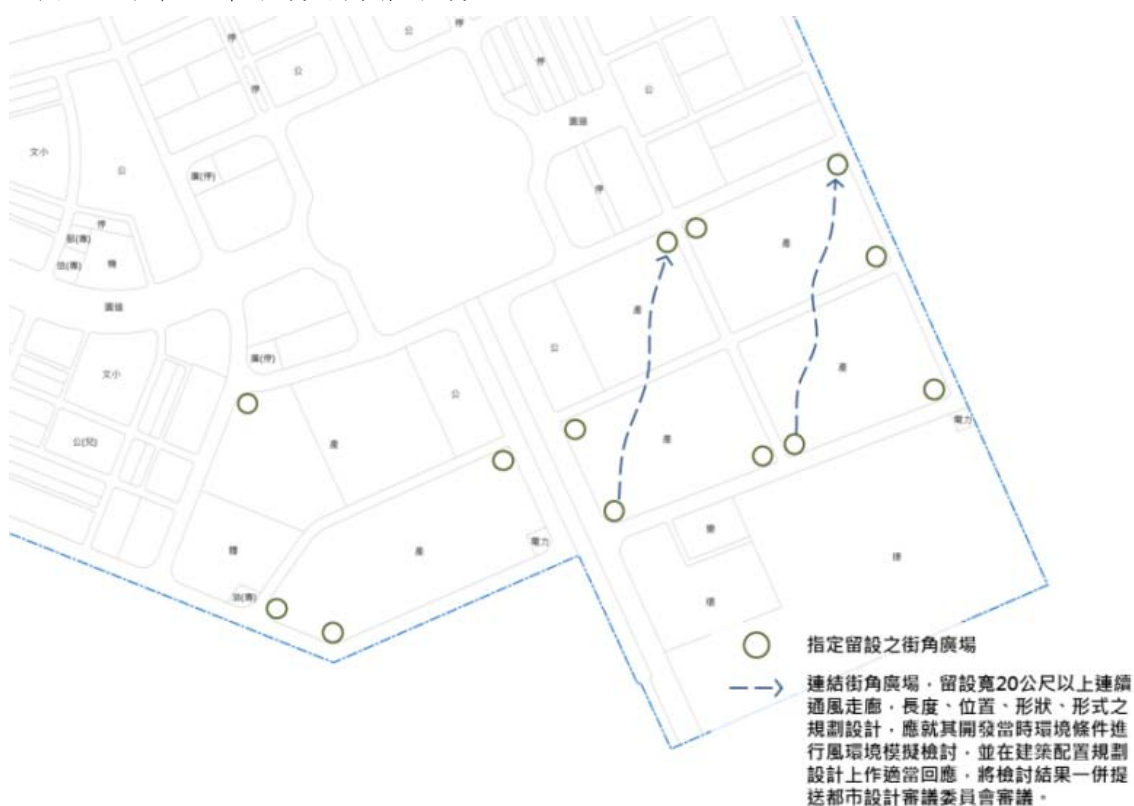 公
停
停
公
停
公
園道
文小
公
廣(停)
停
停
郵(專)
機
產
園道
產
公
廣(停)
文小
產
公
電力
公(兒)
產
產
電力
產
油(專)
指定留設之街角廣場
連結街角廣場，留設寬20公尺以上連續
通風走廊，長度、位置、形狀、形式之
規劃設計，應就其開發當時環境條件進
行風環境模擬檢討，並在建築配置規劃
設計上作適當回應，將檢討結果一併提
送都市設計審議委員會審議。